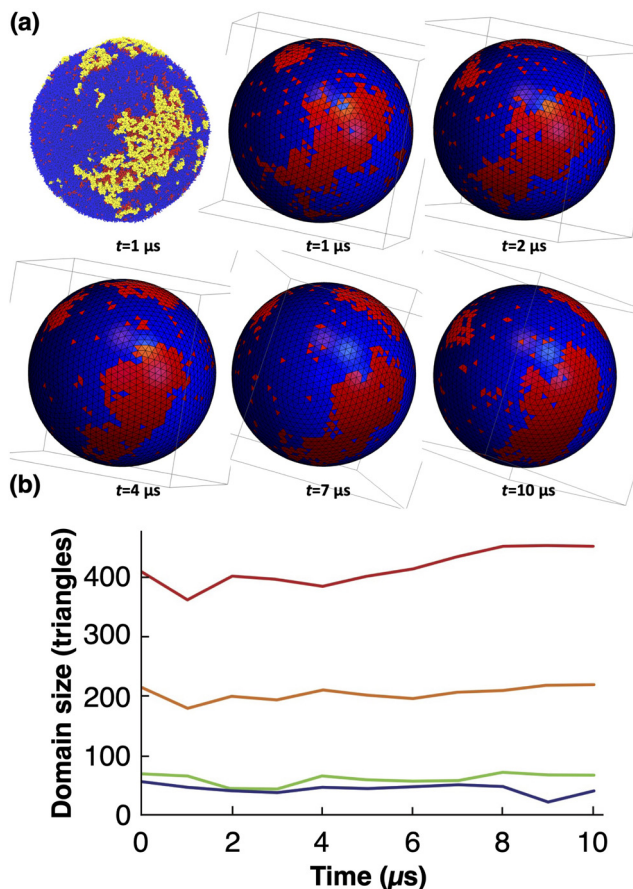 (a)
t=1 µs
t=1 µs
t=2 µs
t=4 µs
t=7 µs
t=10 µs
(b)
Domain size (triangles)
400
300
200
100
0
0 2 4 6 8 10
Time (µs)